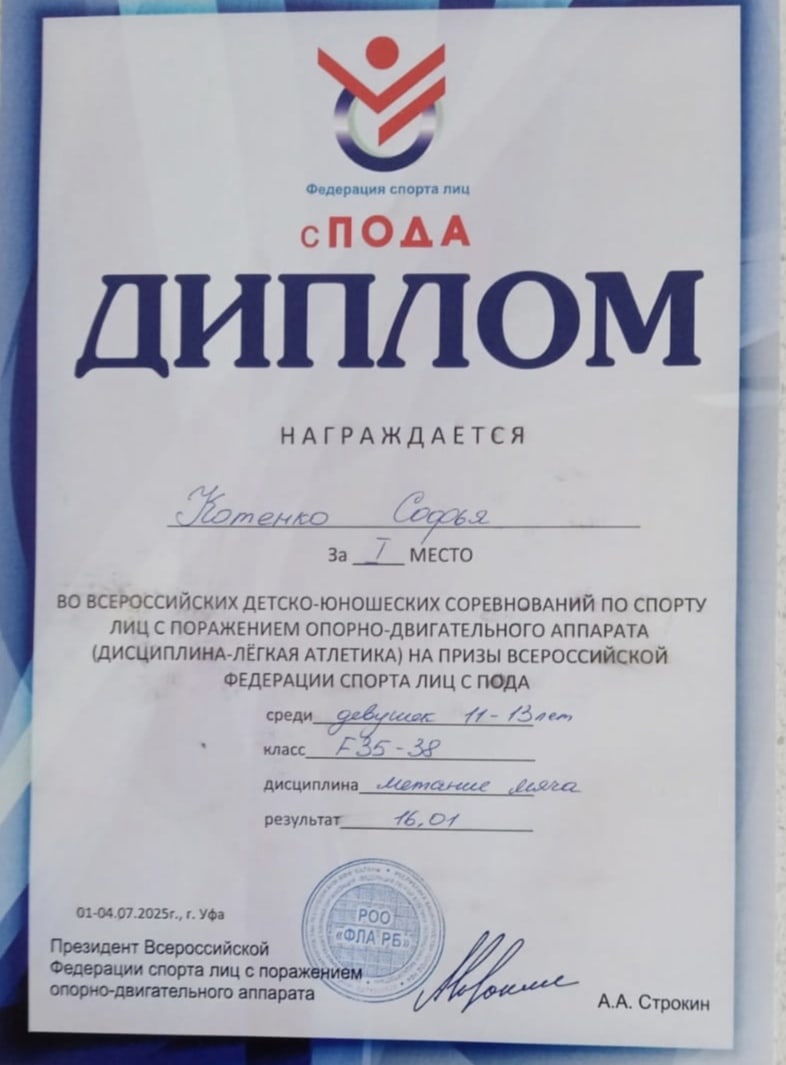 Федерация спорта лиц
с ПОДА
ДИПЛОМ
НАГРАЖДАЕТСЯ
Котенко Софья
За I МЕСТО
ВО ВСЕРОССИЙСКИХ ДЕТСКО-ЮНОШЕСКИХ СОРЕВНОВАНИЙ ПО СПОРТУ
ЛИЦ С ПОРАЖЕНИЕМ ОПОРНО-ДВИГАТЕЛЬНОГО АППАРАТА
(ДИСЦИПЛИНА-ЛЁГКАЯ АТЛЕТИКА) НА ПРИЗЫ ВСЕРОССИЙСКОЙ
ФЕДЕРАЦИИ СПОРТА ЛИЦ С ПОДА
среди девушек 11-13 лет
класс F35-38
дисциплина метание мяча
результат 16,01
01-04.07.2025г., г. Уфа
РОО
«ФЛА РБ»
Президент Всероссийской
Федерации спорта лиц с поражением
опорно-двигательного аппарата
А.А. Строкин